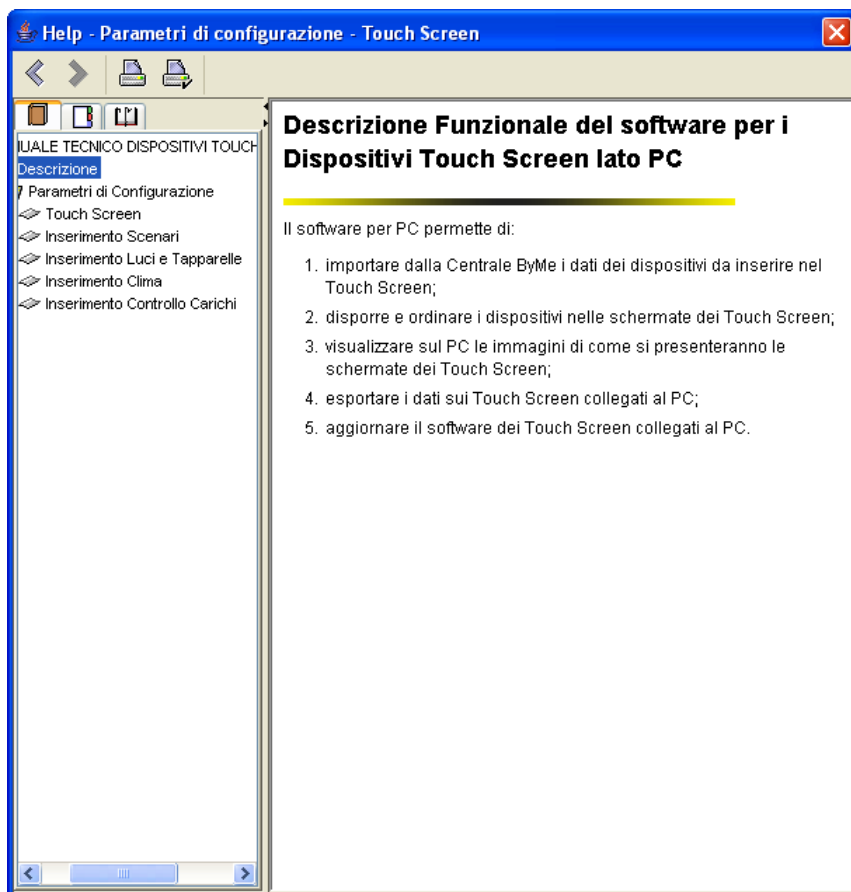 Help - Parametri di configurazione - Touch Screen
UALE TECNICO DISPOSITIVI TOUCH
Descrizione
Parametri di Configurazione
Touch Screen
Inserimento Scenari
Inserimento Luci e Tapparelle
Inserimento Clima
Inserimento Controllo Carichi
Descrizione Funzionale del software per i
Dispositivi Touch Screen lato PC
Il software per PC permette di:
1. importare dalla Centrale ByMe i dati dei dispositivi da inserire nel
Touch Screen;
2. disporre e ordinare i dispositivi nelle schermate dei Touch Screen;
3. visualizzare sul PC le immagini di come si presenteranno le
schermate dei Touch Screen;
4. esportare i dati sui Touch Screen collegati al PC;
5. aggiornare il software dei Touch Screen collegati al PC.